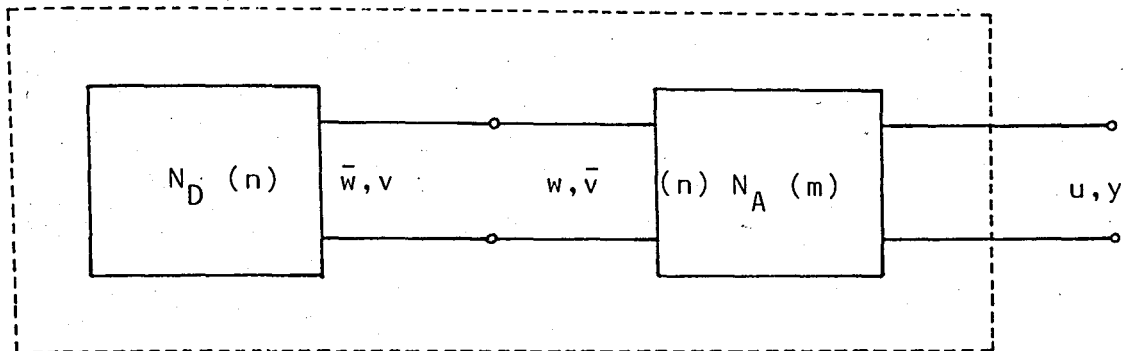 N_D (n)
w̄,v
w,v̄
(n) N_A (m)
u,y